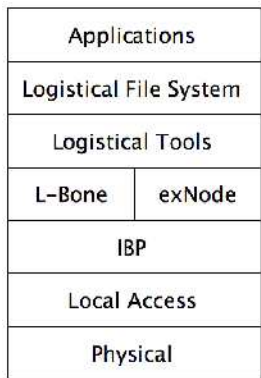 Applications
Logistical File System
Logistical Tools
L-Bone exNode
IBP
Local Access
Physical